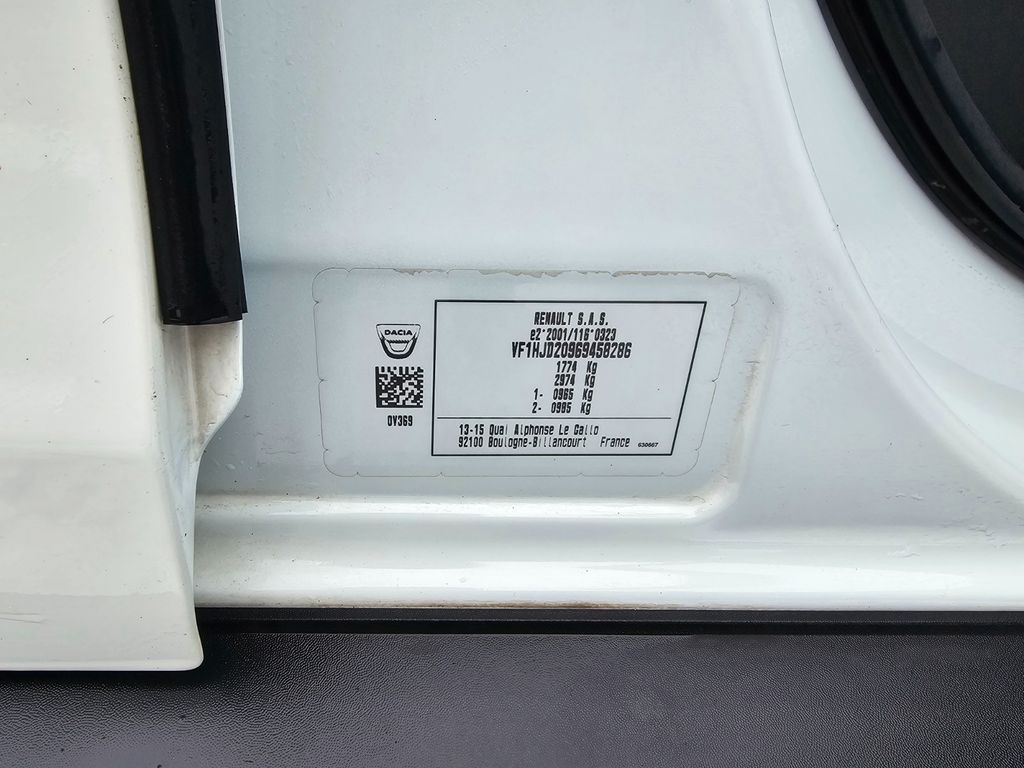 DACIA
0V369
RENAULT S.A.S.
e2*2001/116*0323
VF1HJD20969458286
1774 Kg
2974 Kg
1- 0985 Kg
2- 0985 Kg
13-15 Quai Alphonse Le Gallo
92100 Boulogne-Billancourt France 630667